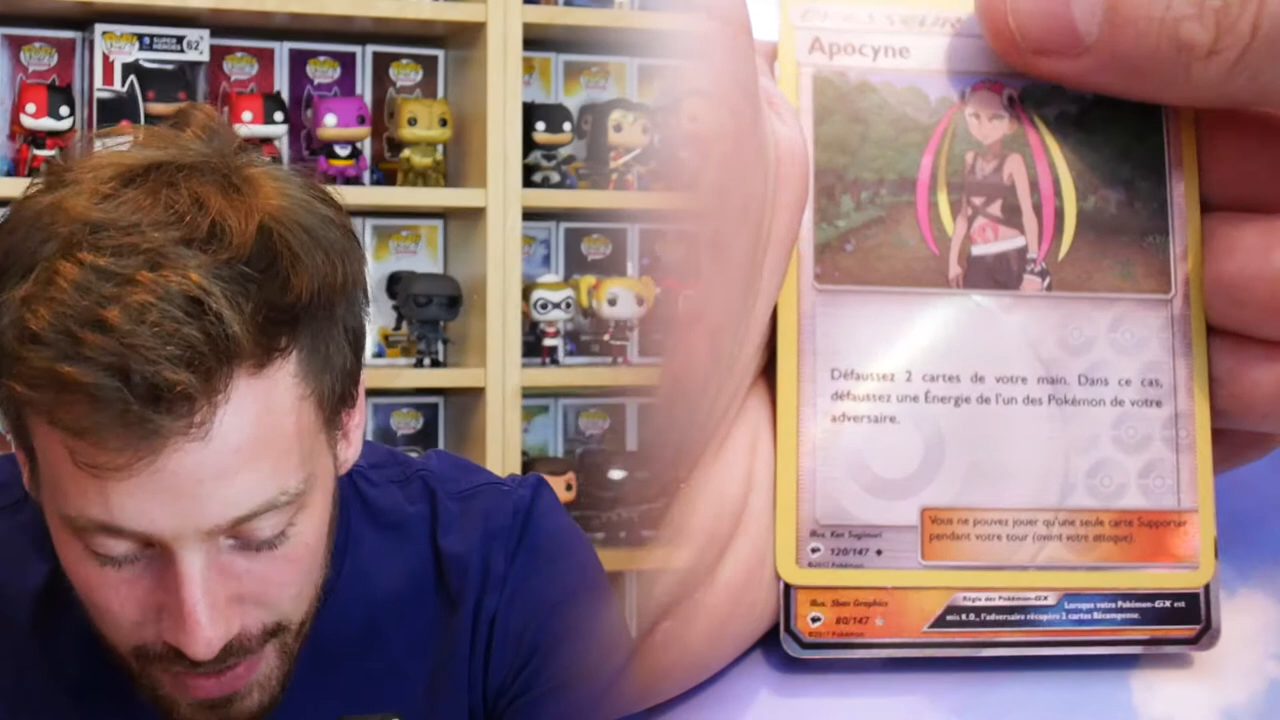 SUPER
HEROES
62
Apocyne
Défaussez 2 cartes de votre main. Dans ce cas,
défaussez une Énergie de l'un des Pokémon de votre
adversaire.
Vous ne pouvez jouer qu'une seule carte Supporter
pendant votre tour (avant votre attaque).
Illus. Ken Sugimori
120/147
©2017 Pokémon
Illus. 5ban Graphics
80/147
©2017 Pokémon
Règle des Pokémon-GX
Lorsque votre Pokémon-GX est
mis K.O., l'adversaire récupère 2 cartes Récompense.